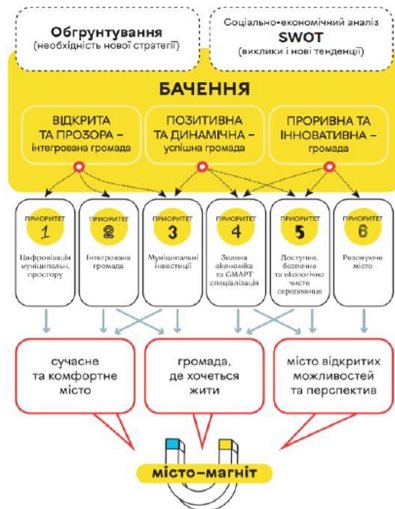 Обґрунтування
(необхідність нової стратегії)
Соціально-економічний аналіз
SWOT
(виклики і нові тенденції)
БАЧЕННЯ
ВІДКРИТА
ТА ПРОЗОРА –
інтегрована громада
ПОЗИТИВНА
ТА ДИНАМІЧНА –
успішна громада
ПРОРИВНА ТА
ІННОВАТИВНА –
громада
ПРІОРИТЕТ
1
Цифровізація
муніципальн.
простору
ПРІОРИТЕТ
2
Інтегрована
громада
ПРІОРИТЕТ
3
Муніципальні
інвестиції
ПРІОРИТЕТ
4
Зелена
економіка
та СМАРТ
спеціалізація
ПРІОРИТЕТ
5
Доступне,
безпечне
та екологічно
чисте
середовище
ПРІОРИТЕТ
6
місто
сучасне
та комфортне
місто
громада,
де хочеться
жити
місто відкритих
можливостей
та перспектив
місто–магніт